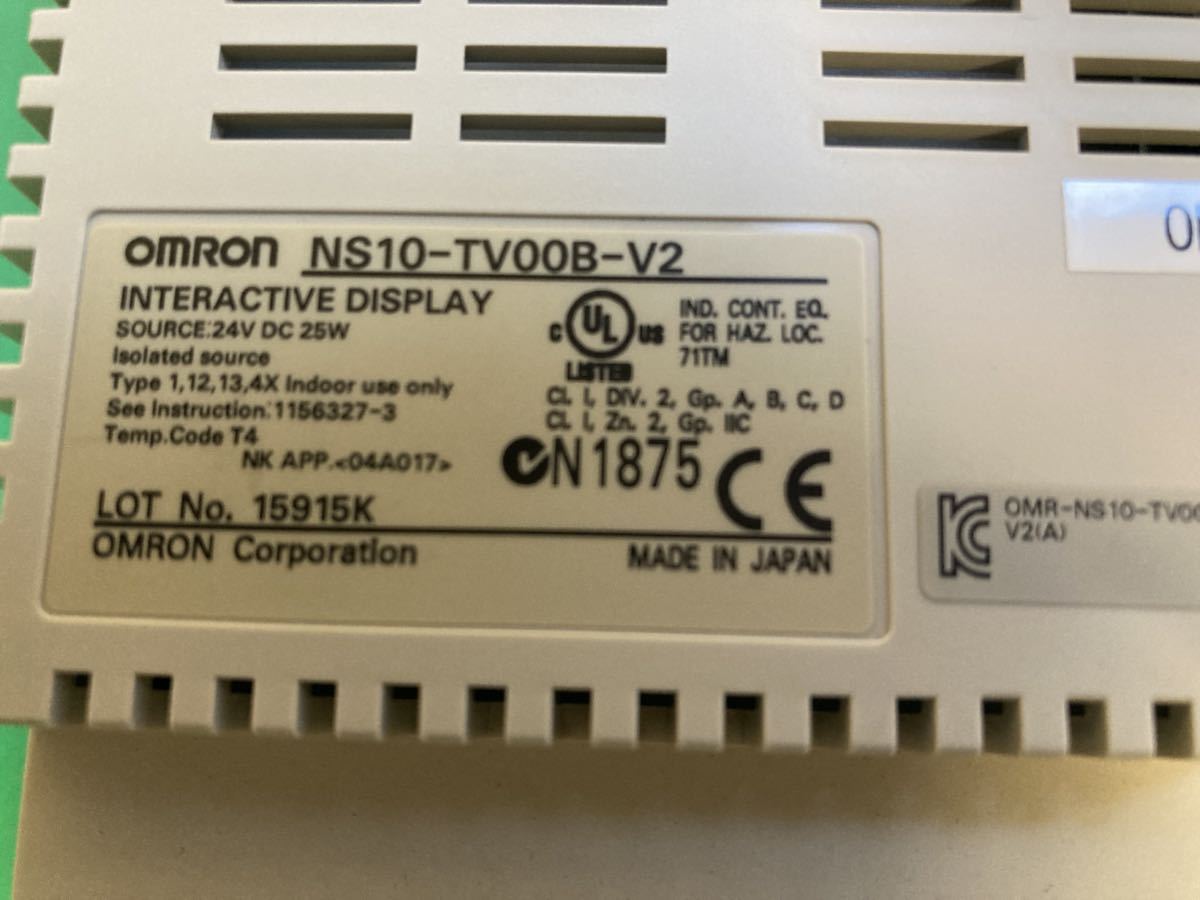 OMRON NS10-TV00B-V2
INTERACTIVE DISPLAY
SOURCE:24V DC 25W
Isolated source
Type 1,12,13,4X Indoor use only
See Instruction:1156327-3
Temp.Code T4
NK APP.<04A017>
C UL US
LISTED
IND. CONT. EQ.
FOR HAZ. LOC.
71TM
CL I, DIV. 2, Gp. A, B, C, D
CL I, Zn. 2, Gp. IIC
N1875 CE
LOT No. 15915K
OMRON Corporation
MADE IN JAPAN
KC
OMR-NS10-TV00
V2(A)